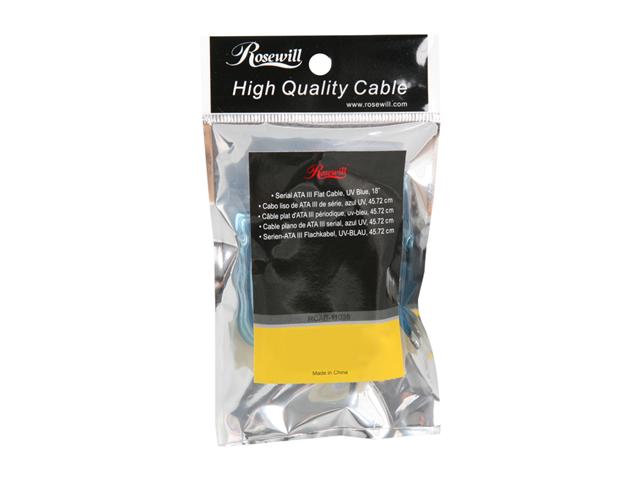 Rosewill
High Quality Cable
www.rosewill.com
Rosewill
• Serial ATA III Flat Cable, UV Blue, 18"
• Cabo liso de ATA III de série, azul UV, 45.72 cm
• Câble plat d'ATA III périodique, uv-bleu, 45.72 cm
• Cable plano de ATA III serial, azul UV, 45.72 cm
• Serien-ATA III Flachkabel, UV-BLAU, 45.72 cm
Made in China